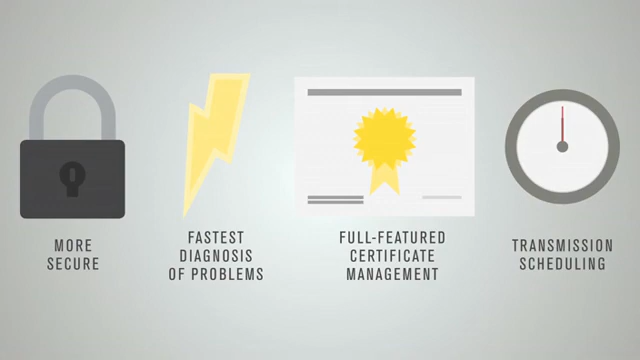 MORE
SECURE
FASTEST
DIAGNOSIS
OF PROBLEMS
FULL-FEATURED
CERTIFICATE
MANAGEMENT
TRANSMISSION
SCHEDULING